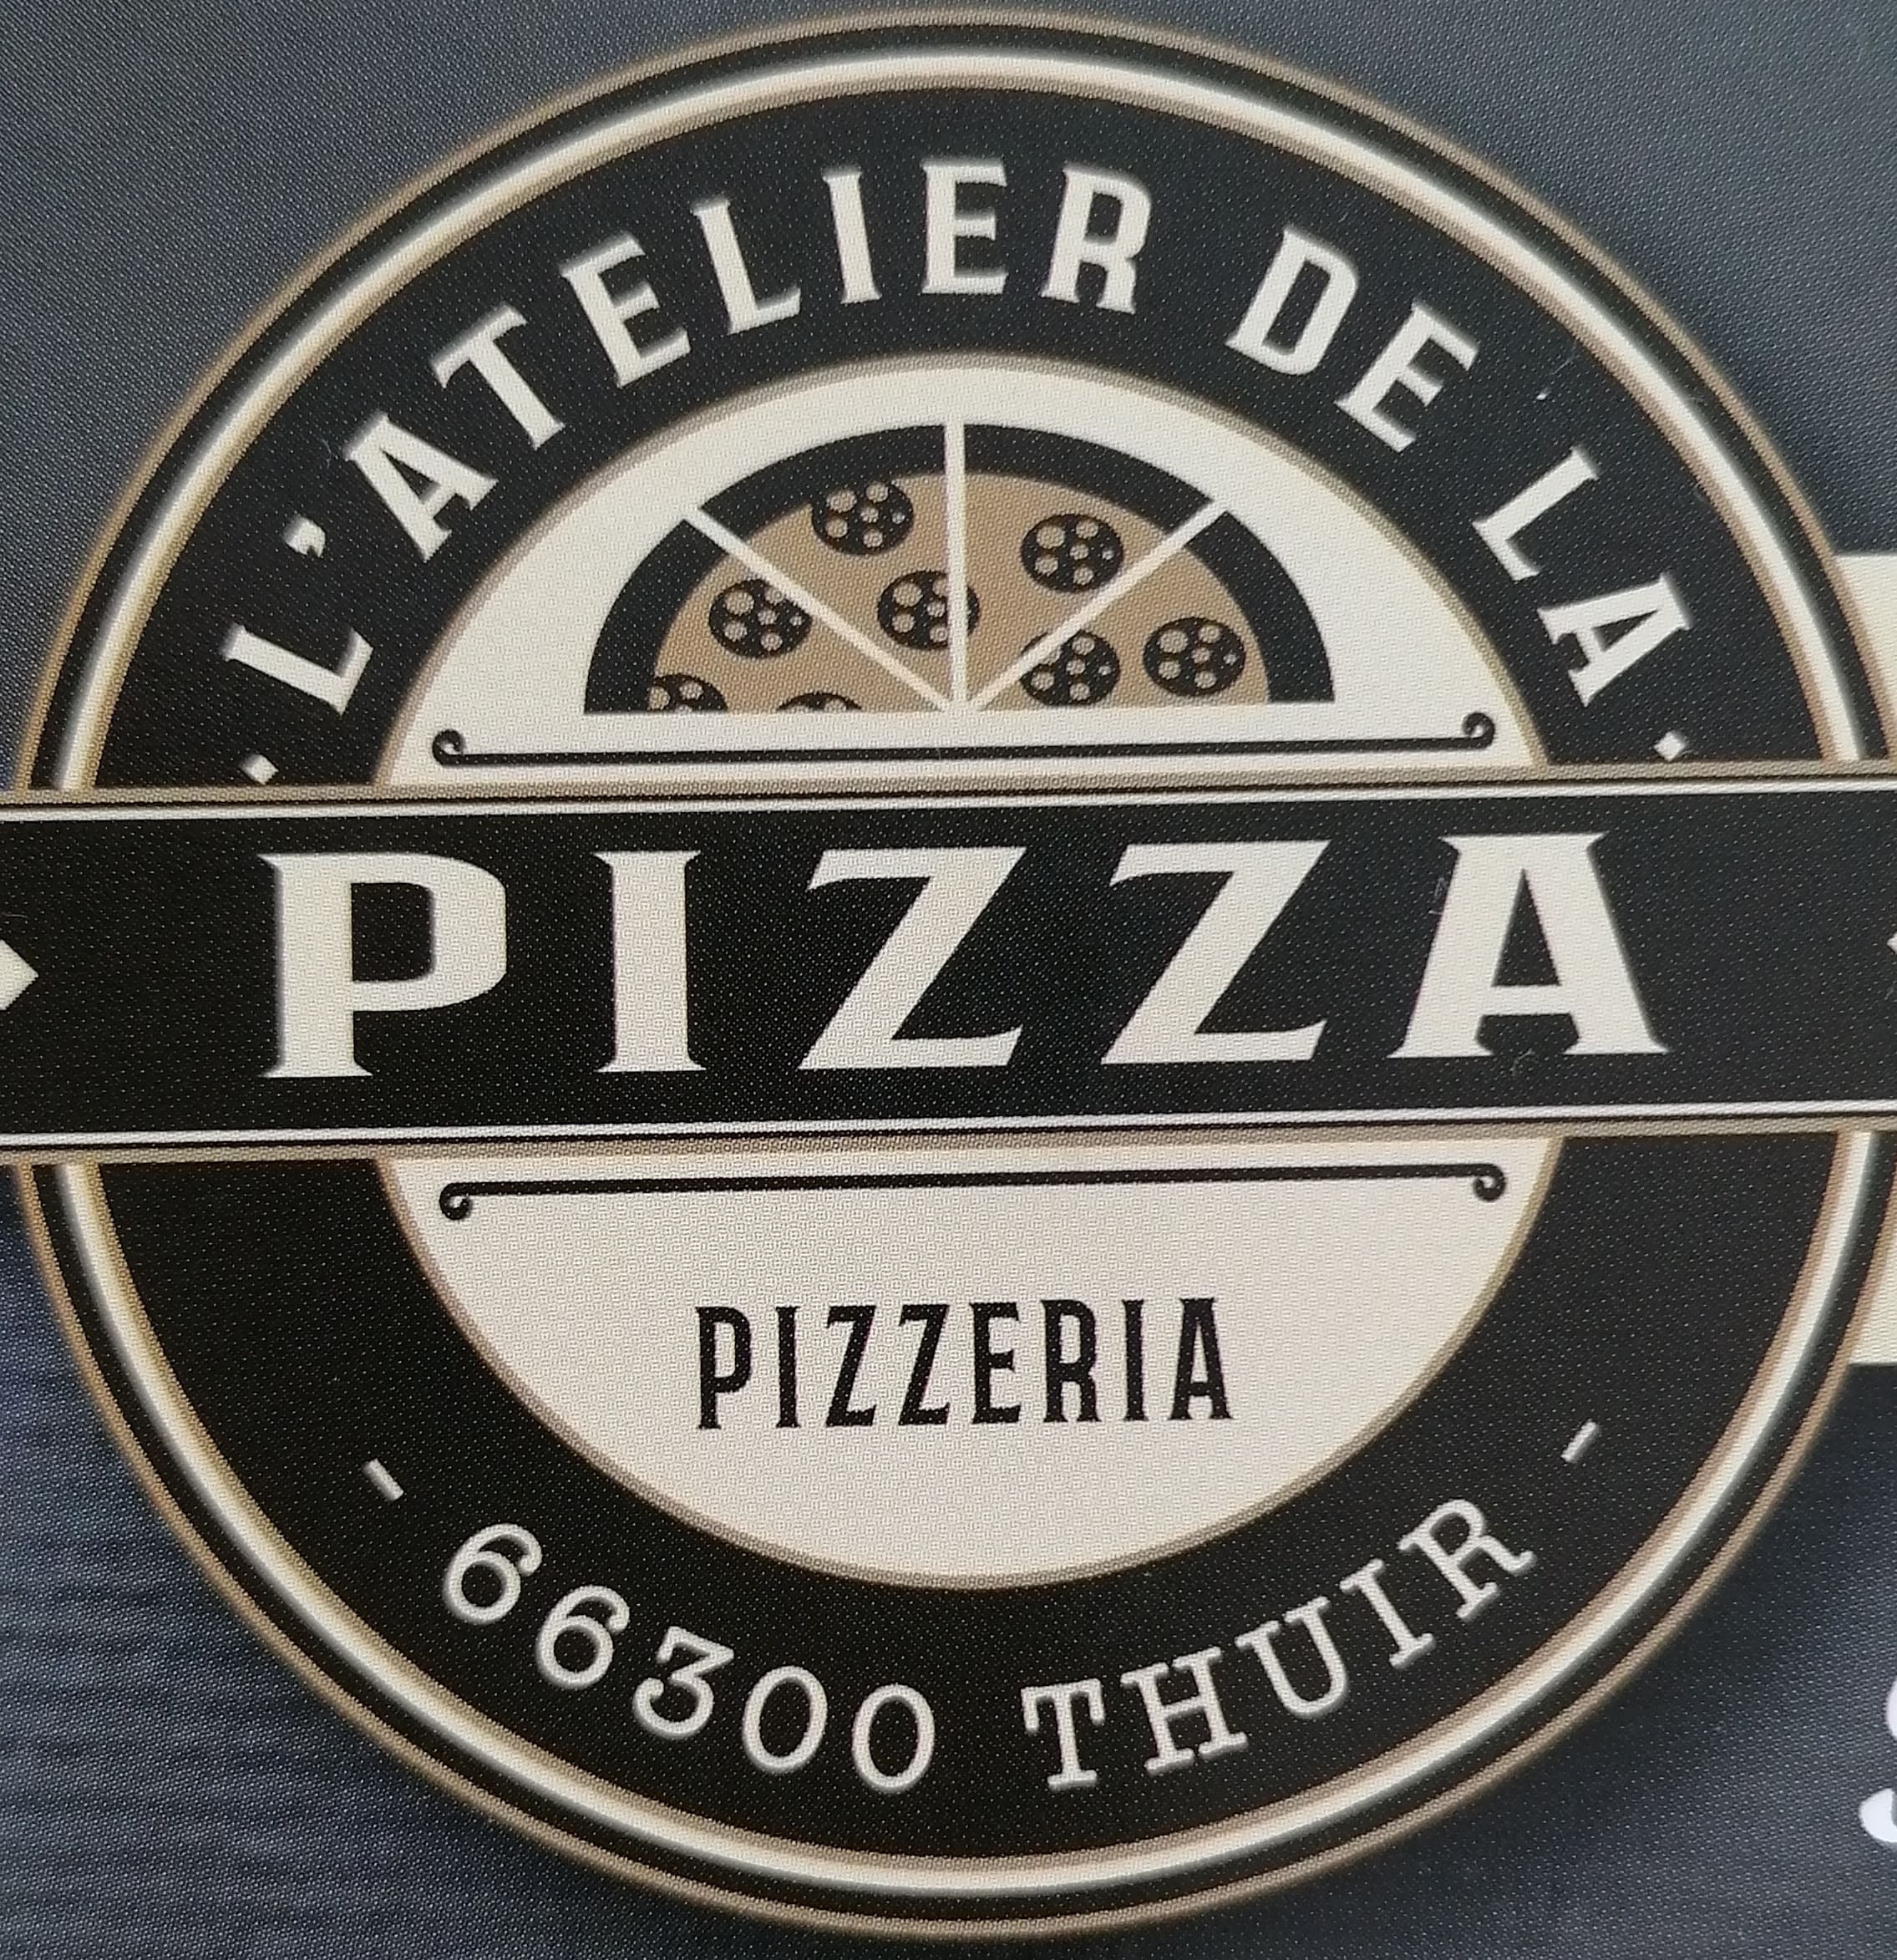 · L'ATELIER DE LA ·
PIZZA
PIZZERIA
- 66300 THUIR -